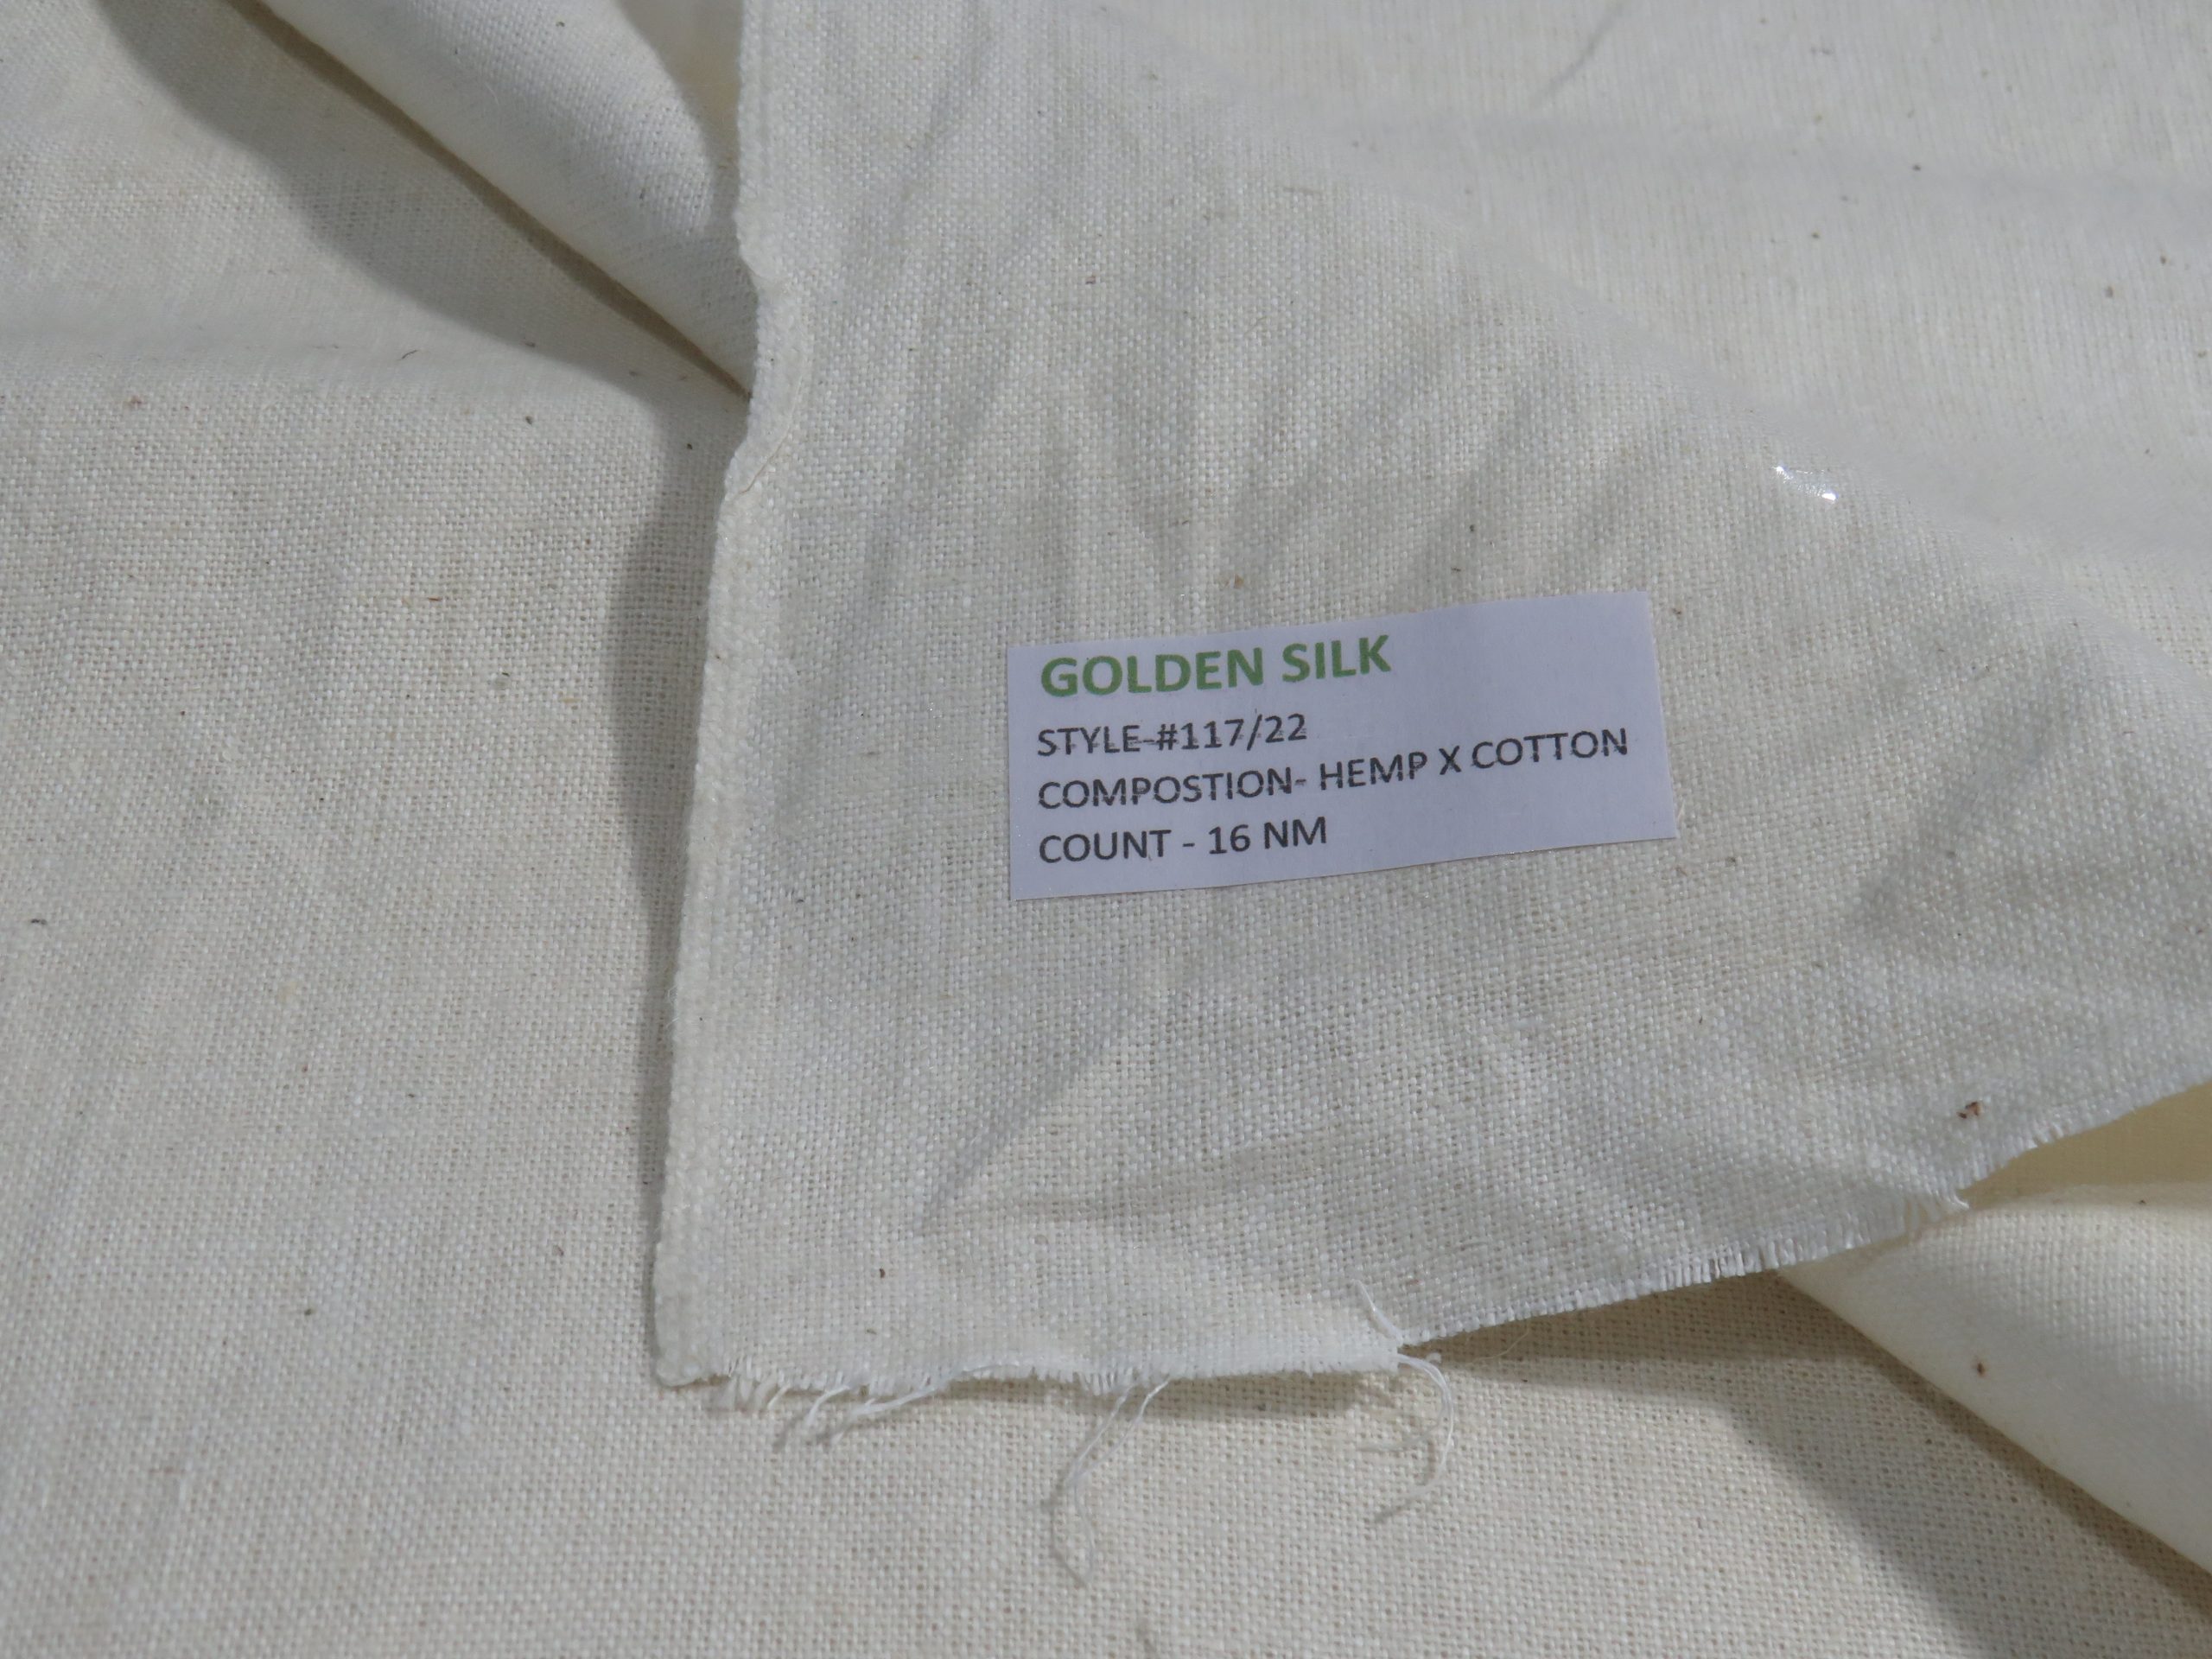 GOLDEN SILK
STYLE-#117/22
COMPOSTION- HEMP X COTTON
COUNT - 16 NM